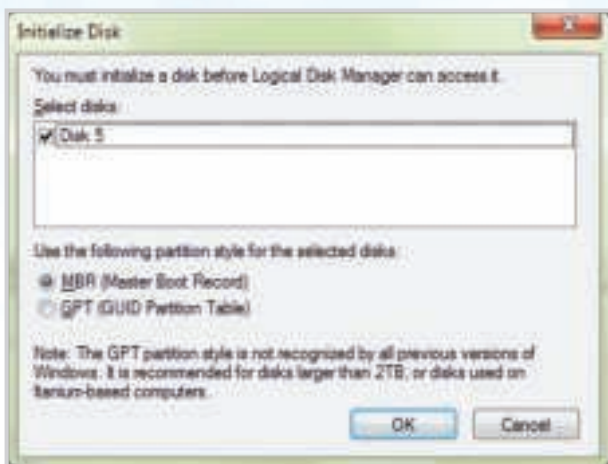 Initialize Disk
You must initialize a disk before Logical Disk Manager can access it.
Select disks:
Disk 5
Use the following partition style for the selected disks:
MBR (Master Boot Record)
GPT (GUID Partition Table)
Note: The GPT partition style is not recognized by all previous versions of
Windows. It is recommended for disks larger than 2TB, or disks used on
Itanium-based computers.
OK Cancel